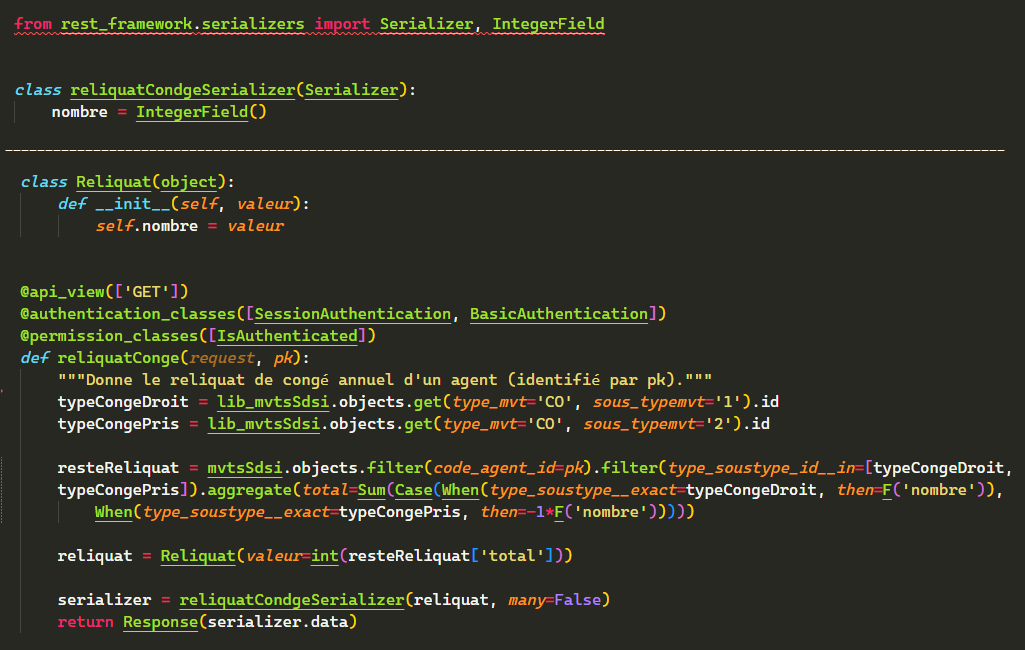 from rest_framework.serializers import Serializer, IntegerField
class reliquatCondgeSerializer(Serializer):
    nombre = IntegerField()
class Reliquat(object):
    def __init__(self, valeur):
        self.nombre = valeur
@api_view(['GET'])
@authentication_classes([SessionAuthentication, BasicAuthentication])
@permission_classes([IsAuthenticated])
def reliquatConge(request, pk):
    """Donne le reliquat de congé annuel d'un agent (identifié par pk)."""
    typeCongeDroit = lib_mvtsSdsi.objects.get(type_mvt='CO', sous_typemvt='1').id
    typeCongePris = lib_mvtsSdsi.objects.get(type_mvt='CO', sous_typemvt='2').id
    resteReliquat = mvtsSdsi.objects.filter(code_agent_id=pk).filter(type_soustype_id__in=[typeCongeDroit,
    typeCongePris]).aggregate(total=Sum(Case(When(type_soustype__exact=typeCongeDroit, then=F('nombre')),
        When(type_soustype__exact=typeCongePris, then=-1*F('nombre')))))
    reliquat = Reliquat(valeur=int(resteReliquat['total']))
    serializer = reliquatCondgeSerializer(reliquat, many=False)
    return Response(serializer.data)